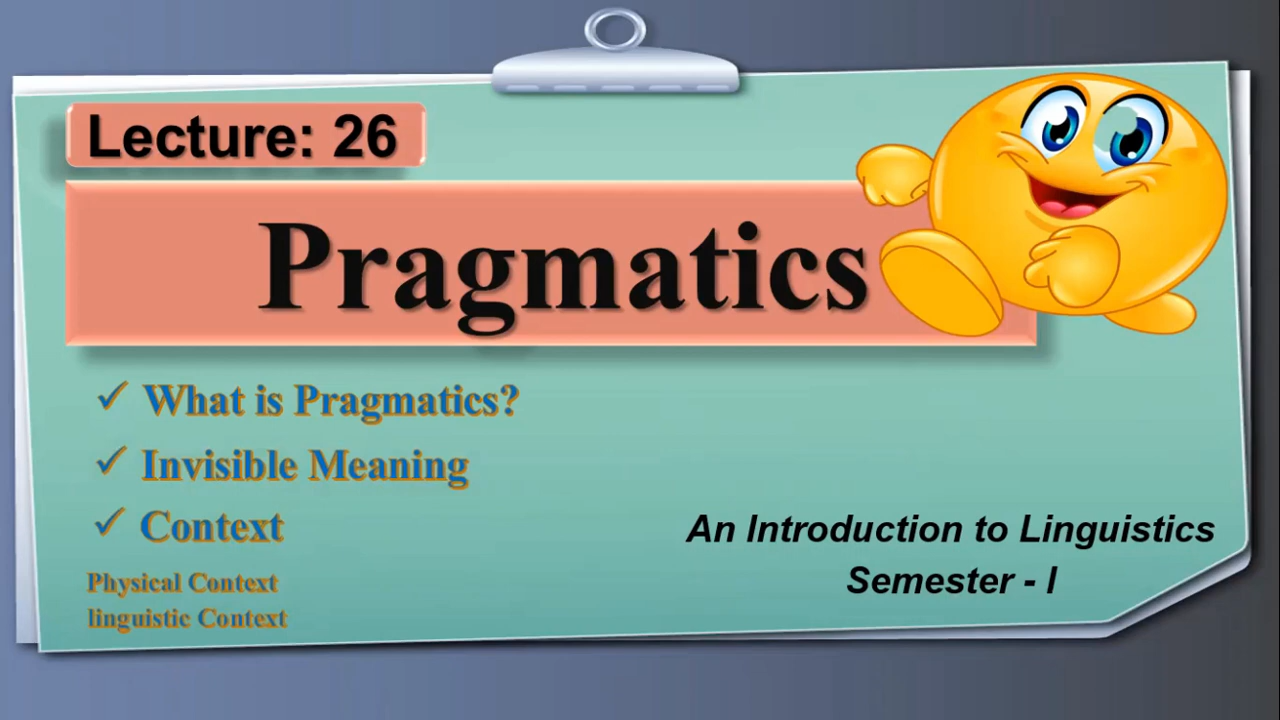 Lecture: 26
Pragmatics
✓ What is Pragmatics?
✓ Invisible Meaning
✓ Context
Physical Context
linguistic Context
An Introduction to Linguistics
Semester - I